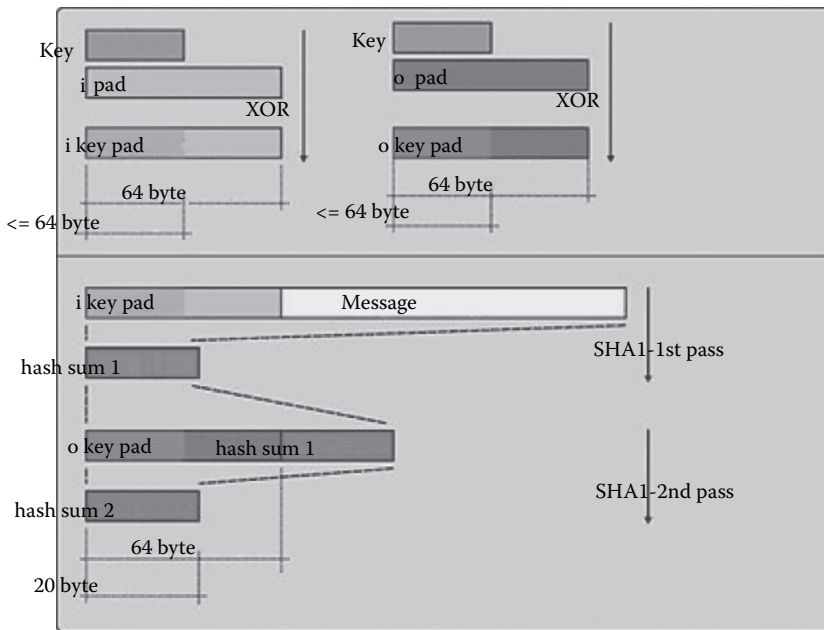 Key
i pad
XOR
i key pad
64 byte
<= 64 byte
Key
o pad
XOR
o key pad
64 byte
<= 64 byte
i key pad Message
SHA1-1st pass
hash sum 1
o key pad hash sum 1
SHA1-2nd pass
hash sum 2
64 byte
20 byte